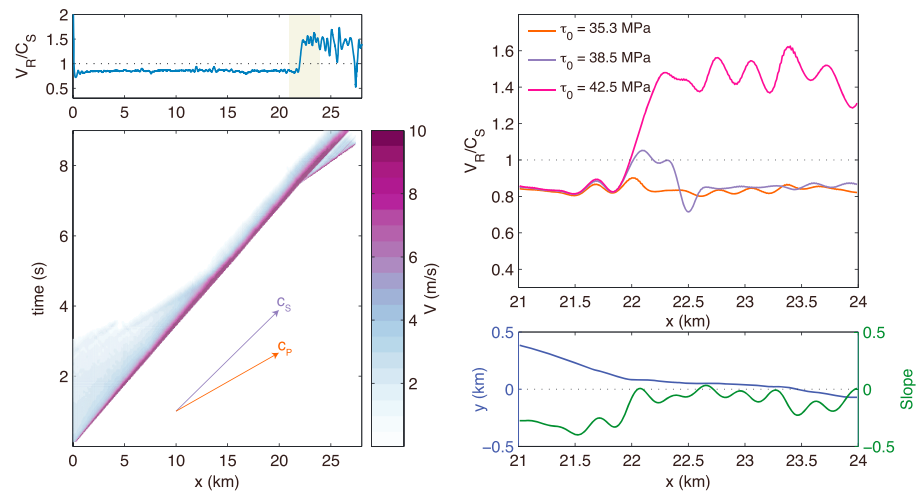 2
1.5
1
0.5
V_R/C_S
0 5 10 15 20 25
8
6
4
2
time (s)
C_S
C_P
0 5 10 15 20 25
x (km)
10
8
6
4
2
V (m/s)
τ_0 = 35.3 MPa
τ_0 = 38.5 MPa
τ_0 = 42.5 MPa
1.6
1.4
1.2
1
0.8
0.6
0.4
V_R/C_S
21 21.5 22 22.5 23 23.5 24
x (km)
0.5
0
−0.5
y (km)
0.5
0
−0.5
Slope
21 21.5 22 22.5 23 23.5 24
x (km)